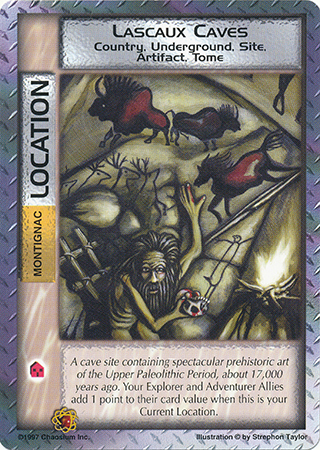 Lascaux Caves
Country, Underground, Site,
Artifact, Tome
LOCATION
MONTIGNAC
A cave site containing spectacular prehistoric art
of the Upper Paleolithic Period, about 17,000
years ago. Your Explorer and Adventurer Allies
add 1 point to their card value when this is your
Current Location.
©1997 Chaosium Inc.
Illustration © by Strephon Taylor